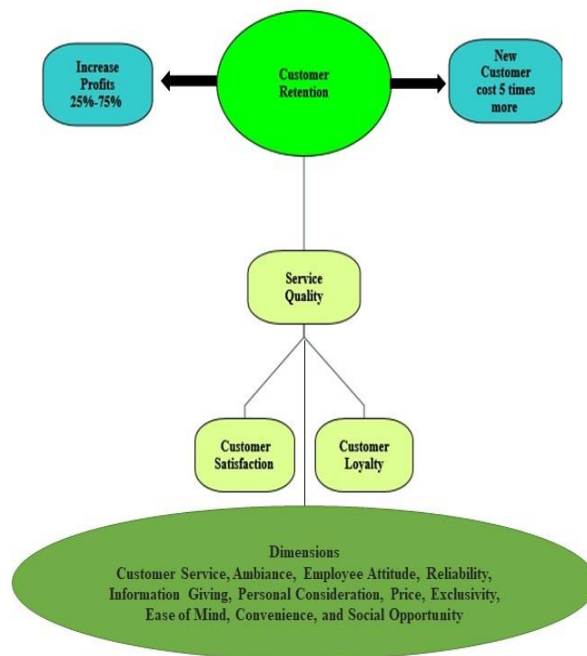 Increase
Profits
25%-75%
Customer
Retention
New
Customer
cost 5 times
more
Service
Quality
Customer
Satisfaction
Customer
Loyalty
Dimensions
Customer Service, Ambiance, Employee Attitude, Reliability,
Information Giving, Personal Consideration, Price, Exclusivity,
Ease of Mind, Convenience, and Social Opportunity